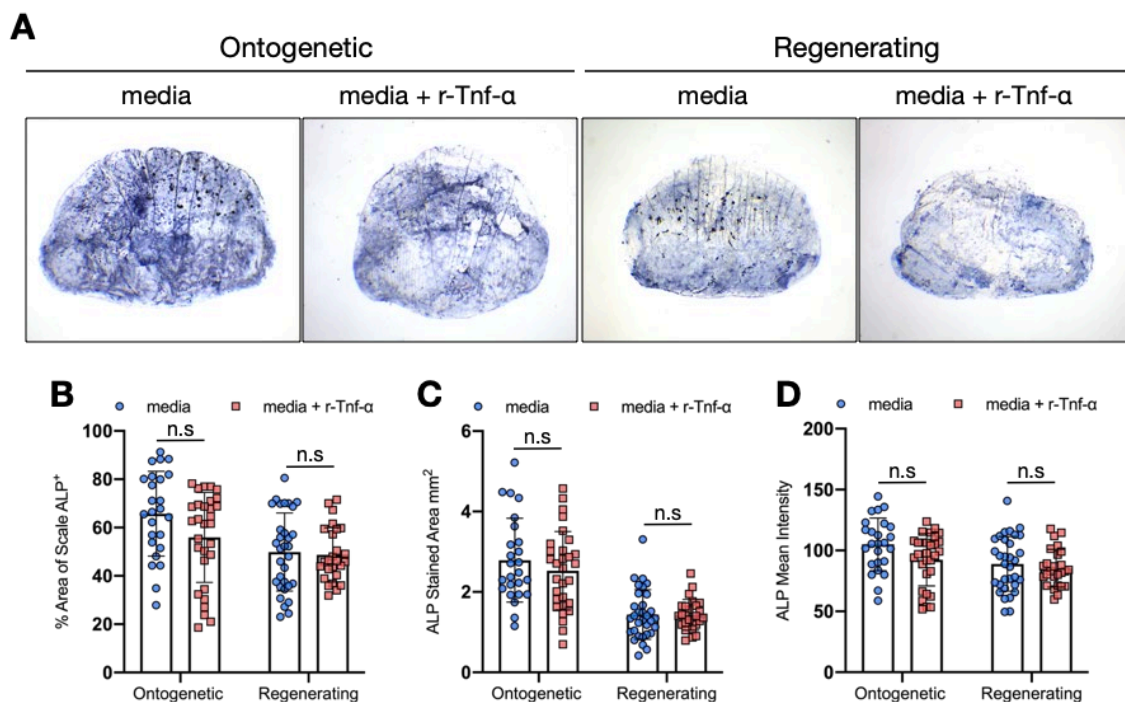 A
Ontogenetic
Regenerating
media
media + r-Tnf-α
media
media + r-Tnf-α
B
media
media + r-Tnf-α
% Area of Scale ALP+
100
80
60
40
20
0
n.s
n.s
Ontogenetic
Regenerating
C
media
media + r-Tnf-α
ALP Stained Area mm²
6
4
2
0
n.s
n.s
Ontogenetic
Regenerating
D
media
media + r-Tnf-α
ALP Mean Intensity
200
150
100
50
0
n.s
n.s
Ontogenetic
Regenerating